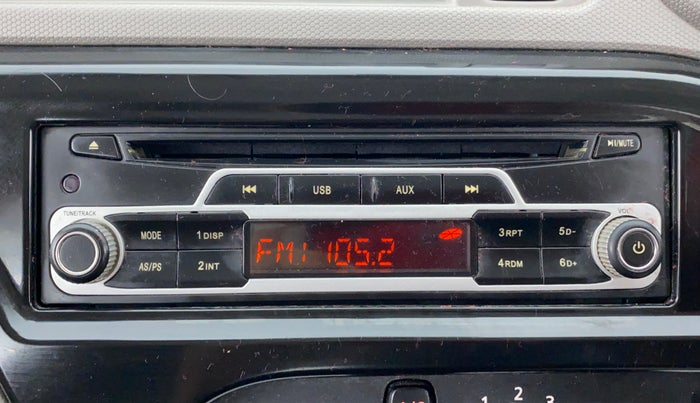 ▶II/MUTE
USB
AUX
TUNE/TRACK
VOL
MODE
1 DISP
3 RPT
5 D-
FM1 105.2
AS/PS
2 INT
4 RDM
6 D+
1 2 3